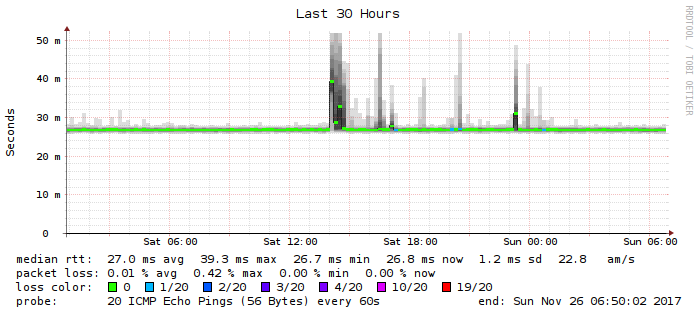 Last 30 Hours
RRDTOOL / TOBI OETIKER
Seconds
50 m
40 m
30 m
20 m
10 m
0
Sat 06:00 Sat 12:00 Sat 18:00 Sun 00:00 Sun 06:00
median rtt: 27.0 ms avg 39.3 ms max 26.7 ms min 26.8 ms now 1.2 ms sd 22.8 am/s
packet loss: 0.01 % avg 0.42 % max 0.00 % min 0.00 % now
loss color: 0 1/20 2/20 3/20 4/20 10/20 19/20
probe: 20 ICMP Echo Pings (56 Bytes) every 60s end: Sun Nov 26 06:50:02 2017